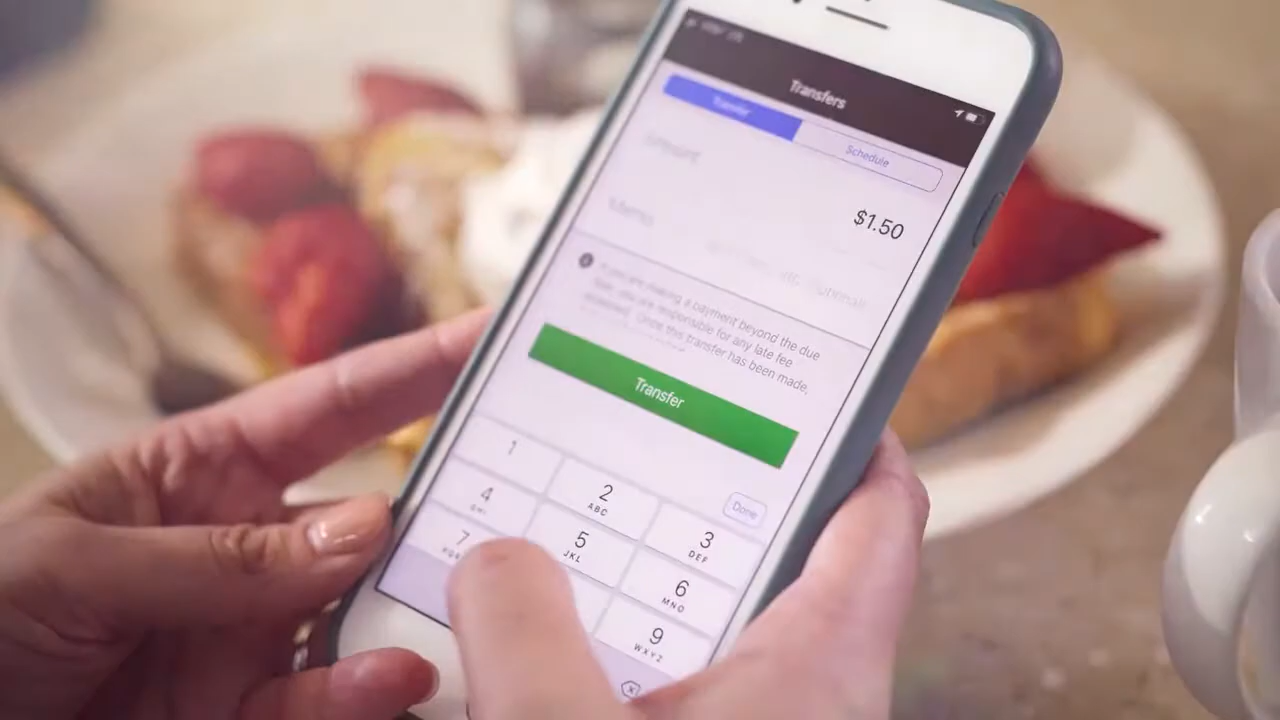 Transfers
Transfer
Schedule
Amount
$1.50
Memo
If you are making a payment beyond the due
date, you are responsible for any late fee
assessed. Once this transfer has been made,
Transfer
Done
1
2
ABC
3
DEF
4
GHI
5
JKL
6
MNO
7
9
WXYZ